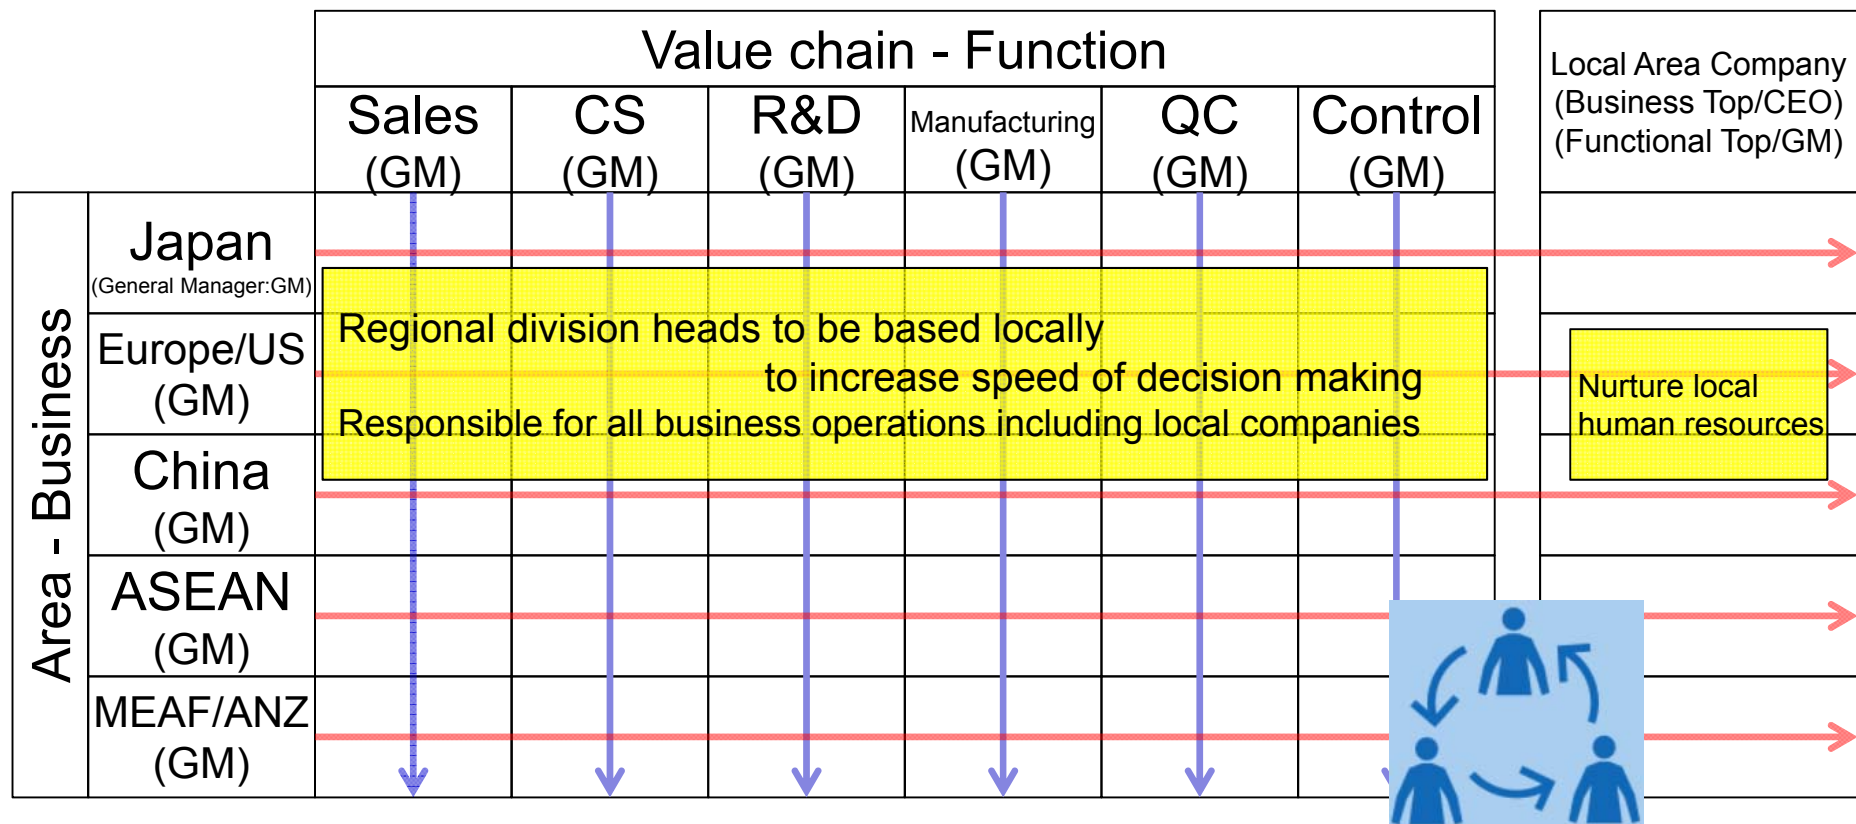 Value chain - Function
Sales
(GM)
CS
(GM)
R&D
(GM)
Manufacturing
(GM)
QC
(GM)
Control
(GM)
Local Area Company
(Business Top/CEO)
(Functional Top/GM)
Area - Business
Japan
(General Manager:GM)
Europe/US
(GM)
China
(GM)
ASEAN
(GM)
MEAF/ANZ
(GM)
Regional division heads to be based locally
to increase speed of decision making
Responsible for all business operations including local companies
Nurture local
human resources